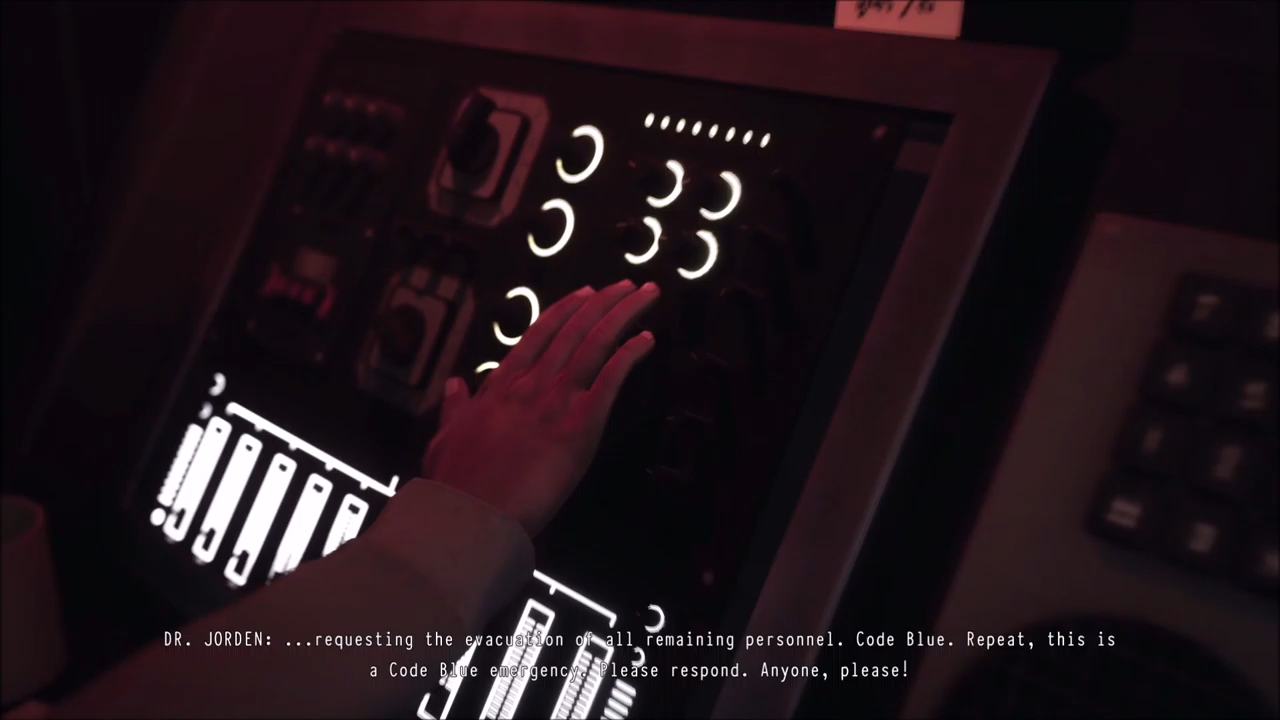 DR. JORDEN: ...requesting the evacuation of all remaining personnel. Code Blue. Repeat, this is
a Code Blue emergency. Please respond. Anyone, please!